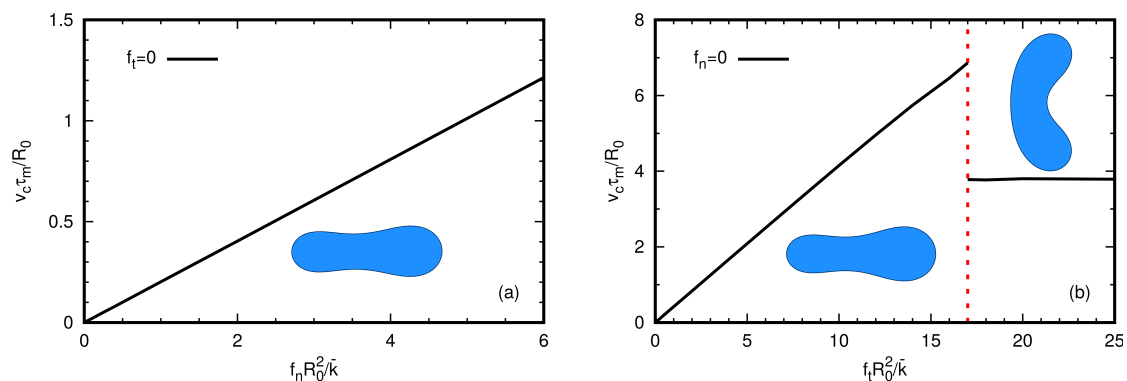 1.5
1
0.5
0
v_cτ_m/R_0
f_t=0
(a)
0 2 4 6
f_nR_0^2/k̄
8
6
4
2
0
v_cτ_m/R_0
f_n=0
(b)
0 5 10 15 20 25
f_tR_0^2/k̄